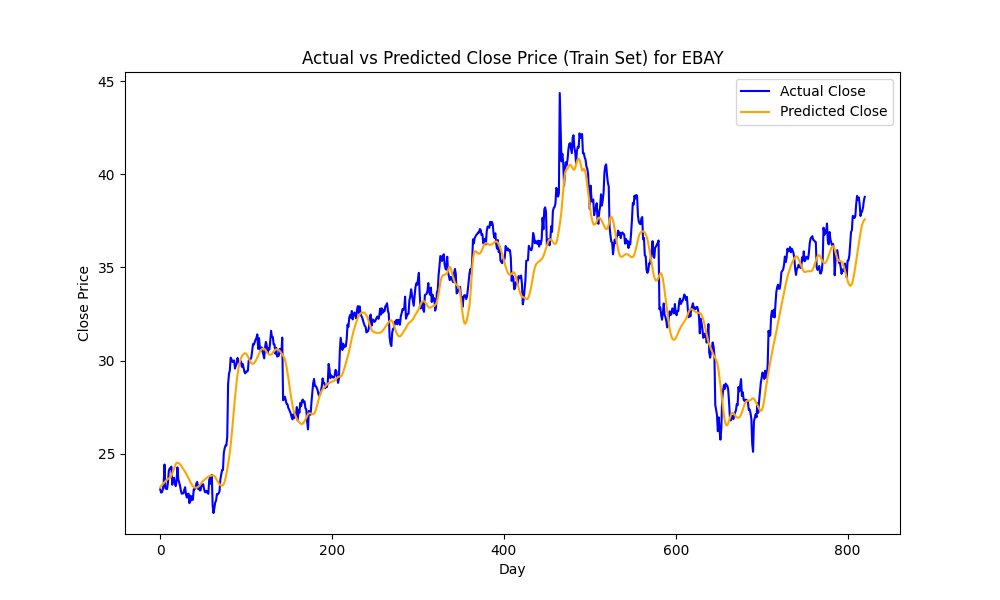 Actual vs Predicted Close Price (Train Set) for EBAY
Actual Close
Predicted Close
Close Price
45
40
35
30
25
0
200
400
600
800
Day